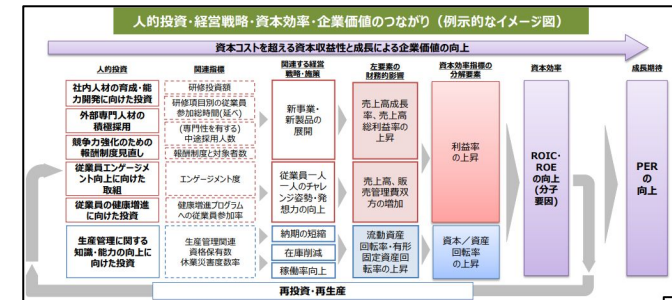 人的投資・経営戦略・資本効率・企業価値のつながり（例示的なイメージ図）
資本コストを超える資本収益性と成長による企業価値の向上
人的投資
関連指標
関連する経営
戦略・施策
左要素の
財務的影響
資本効率指標の
分解要素
資本効率
成長期待
社内人材の育成・能
力開発に向けた投資
外部専門人材の
積極採用
競争力強化のための
報酬制度見直し
従業員エンゲージメ
ント向上に向けた
取組
従業員の健康増進
に向けた投資
生産管理に関する
知識・能力の向上に
向けた投資
研修投資額
研修項目別の従業員
参加総時間(延べ)
(専門性を有する)
中途採用人数
報酬制度と対象者数
エンゲージメント度
健康増進プログラム
への従業員参加率
生産管理関連
資格保有数
休業災害度数率
新事業・
新製品の
展開
従業員一人
一人のチャレ
ンジ姿勢・発
想力の向上
納期の短縮
在庫削減
稼働率向上
売上高成長
率、売上高
総利益率の
上昇
売上高、販
売管理費双
方の増加
流動資産
回転率・有形
固定資産回
転率の上昇
利益率
の上昇
資本／資産
回転率
の上昇
ROIC・
ROE
の向上
(分子
要因)
PER
の
向上
再投資・再生産